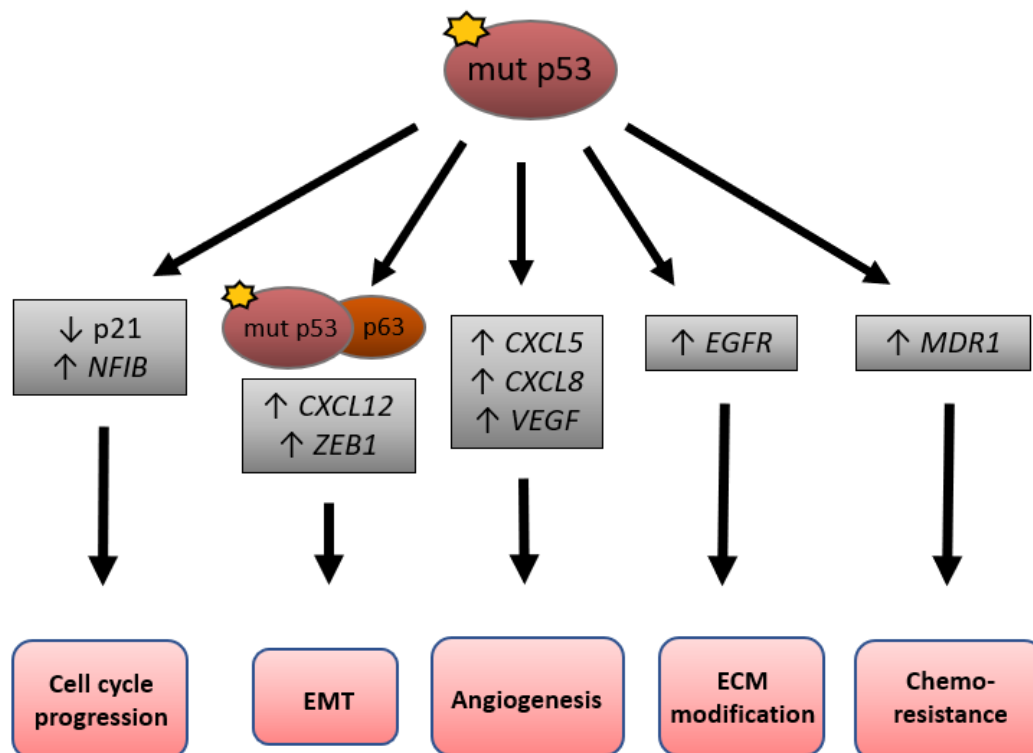 mut p53
↓ p21
↑ NFIB
mut p53
p63
↑ CXCL12
↑ ZEB1
↑ CXCL5
↑ CXCL8
↑ VEGF
↑ EGFR
↑ MDR1
Cell cycle
progression
EMT
Angiogenesis
ECM
modification
Chemo-
resistance